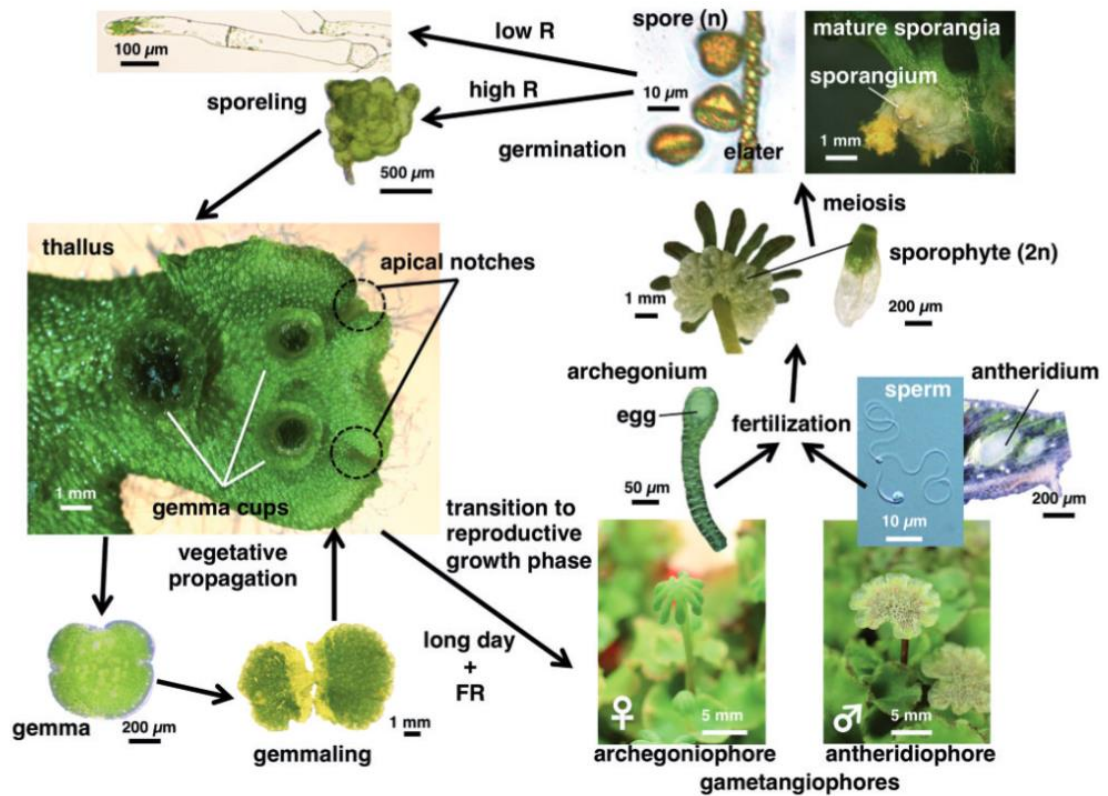 100 µm
low R
spore (n)
mature sporangia
sporangium
sporeling
high R
10 µm
germination
elater
1 mm
500 µm
meiosis
thallus
apical notches
sporophyte (2n)
1 mm
200 µm
archegonium
antheridium
egg
sperm
fertilization
1 mm
gemma cups
50 µm
200 µm
10 µm
vegetative
propagation
transition to
reproductive
growth phase
long day
+
FR
gemma
200 µm
gemmaling
1 mm
♀
5 mm
♂
5 mm
archegoniophore
antheridiophore
gametangiophores